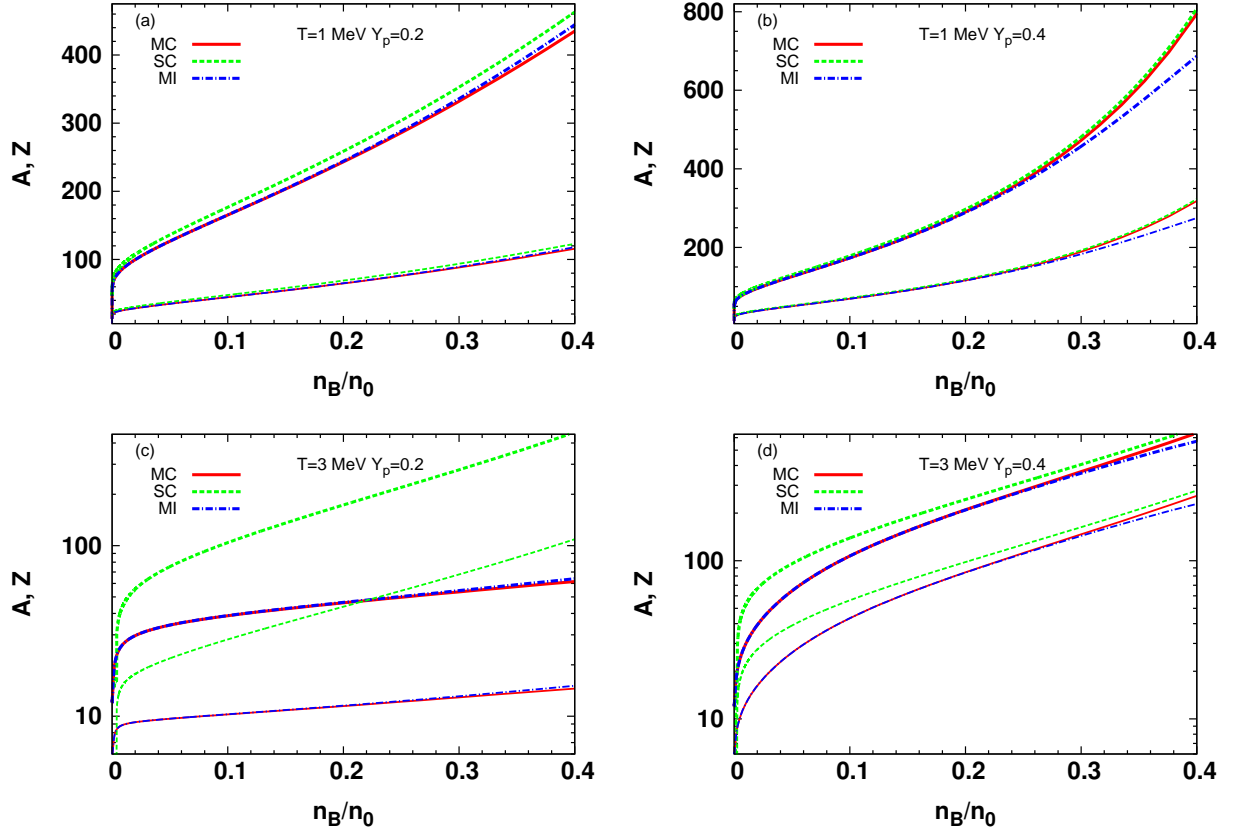 (a)
T=1 MeV Y_p=0.2
MC
SC
MI
400
300
200
100
A, Z
0 0.1 0.2 0.3 0.4
n_B/n_0
(b)
T=1 MeV Y_p=0.4
MC
SC
MI
800
600
400
200
A, Z
0 0.1 0.2 0.3 0.4
n_B/n_0
(c)
T=3 MeV Y_p=0.2
MC
SC
MI
100
10
A, Z
0 0.1 0.2 0.3 0.4
n_B/n_0
(d)
T=3 MeV Y_p=0.4
MC
SC
MI
100
10
A, Z
0 0.1 0.2 0.3 0.4
n_B/n_0